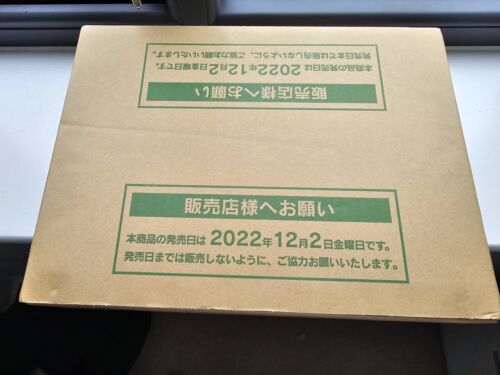 販売店様へお願い
本商品の発売日は2022年12月2日金曜日です。
発売日までは販売しないように、ご協力お願いいたします。
販売店様へお願い
本商品の発売日は 2022年12月2日金曜日です。
発売日までは販売しないように、ご協力お願いいたします。